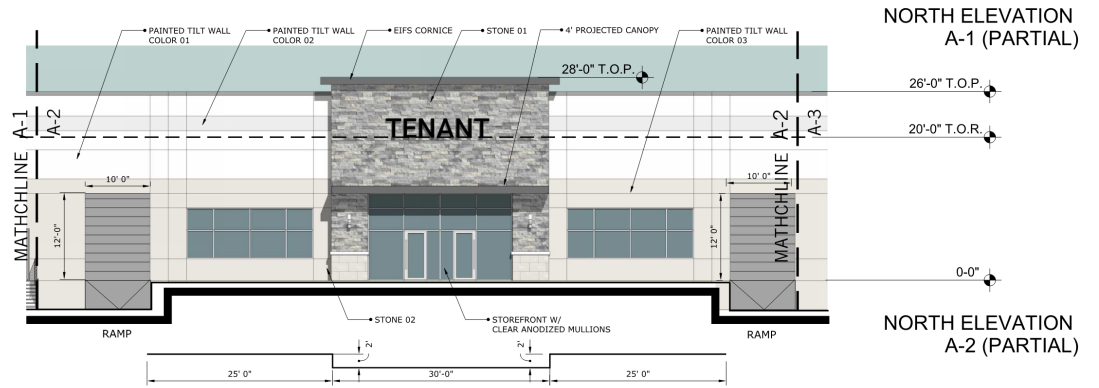 NORTH ELEVATION
A-1 (PARTIAL)
PAINTED TILT WALL
COLOR 01
PAINTED TILT WALL
COLOR 02
EIFS CORNICE
STONE 01
4' PROJECTED CANOPY
PAINTED TILT WALL
COLOR 03
28'-0" T.O.P.
26'-0" T.O.P.
20'-0" T.O.R.
MATHCHLINE A-1
A-2
TENANT
MATHCHLINE A-2
A-3
10' 0"
12'-0"
10' 0"
12' 0"
0-0"
RAMP
STONE 02
STOREFRONT W/
CLEAR ANODIZED MULLIONS
RAMP
NORTH ELEVATION
A-2 (PARTIAL)
2'
2'
25' 0"
30'-0"
25' 0"